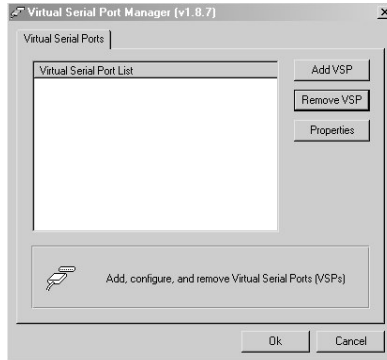 Virtual Serial Port Manager (v1.8.7)
Virtual Serial Ports
Virtual Serial Port List
Add VSP
Remove VSP
Properties
Add, configure, and remove Virtual Serial Ports (VSPs)
Ok
Cancel